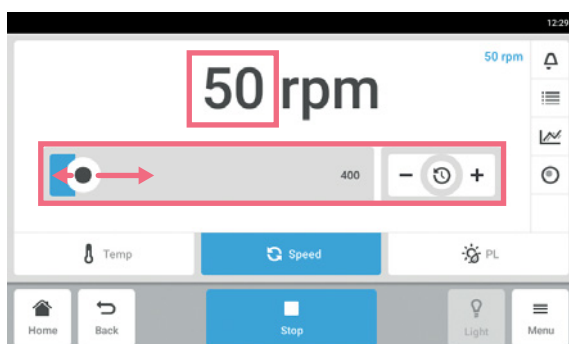 12:29
50 rpm
50 rpm
400
Temp
Speed
PL
Home
Back
Stop
Light
Menu